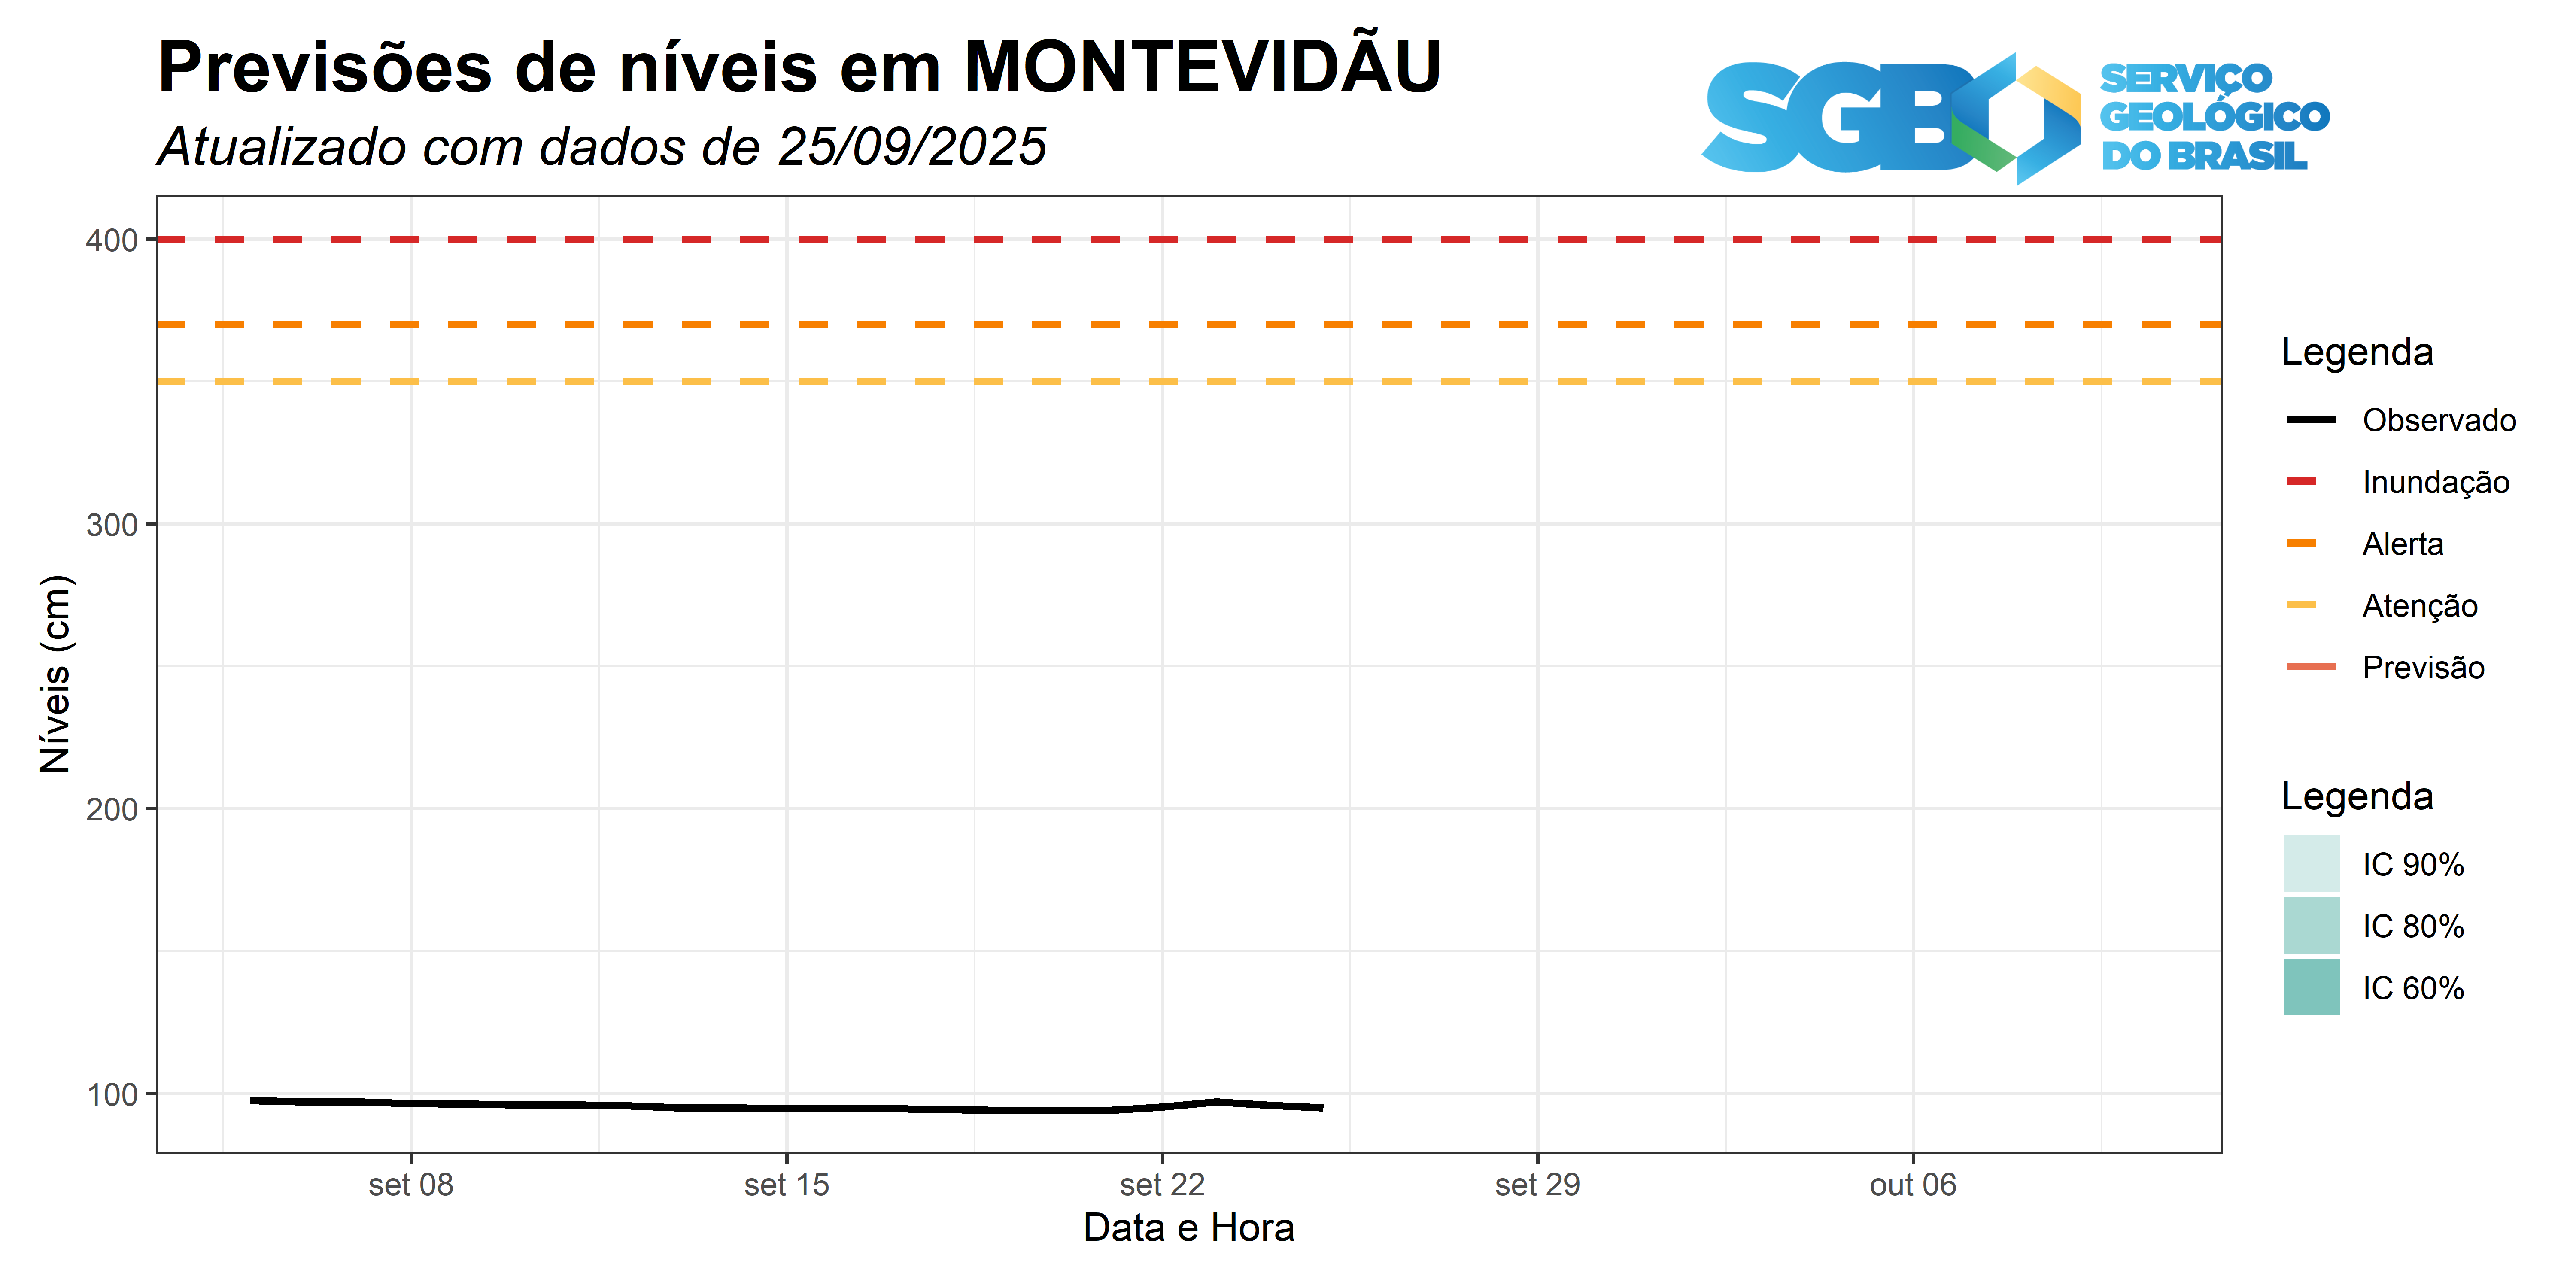 Previsões de níveis em MONTEVIDÃU
Atualizado com dados de 25/09/2025
SGB
SERVIÇO
GEOLÓGICO
DO BRASIL
400
300
200
100
Níveis (cm)
set 08
set 15
set 22
set 29
out 06
Data e Hora
Legenda
Observado
Inundação
Alerta
Atenção
Previsão
Legenda
IC 90%
IC 80%
IC 60%